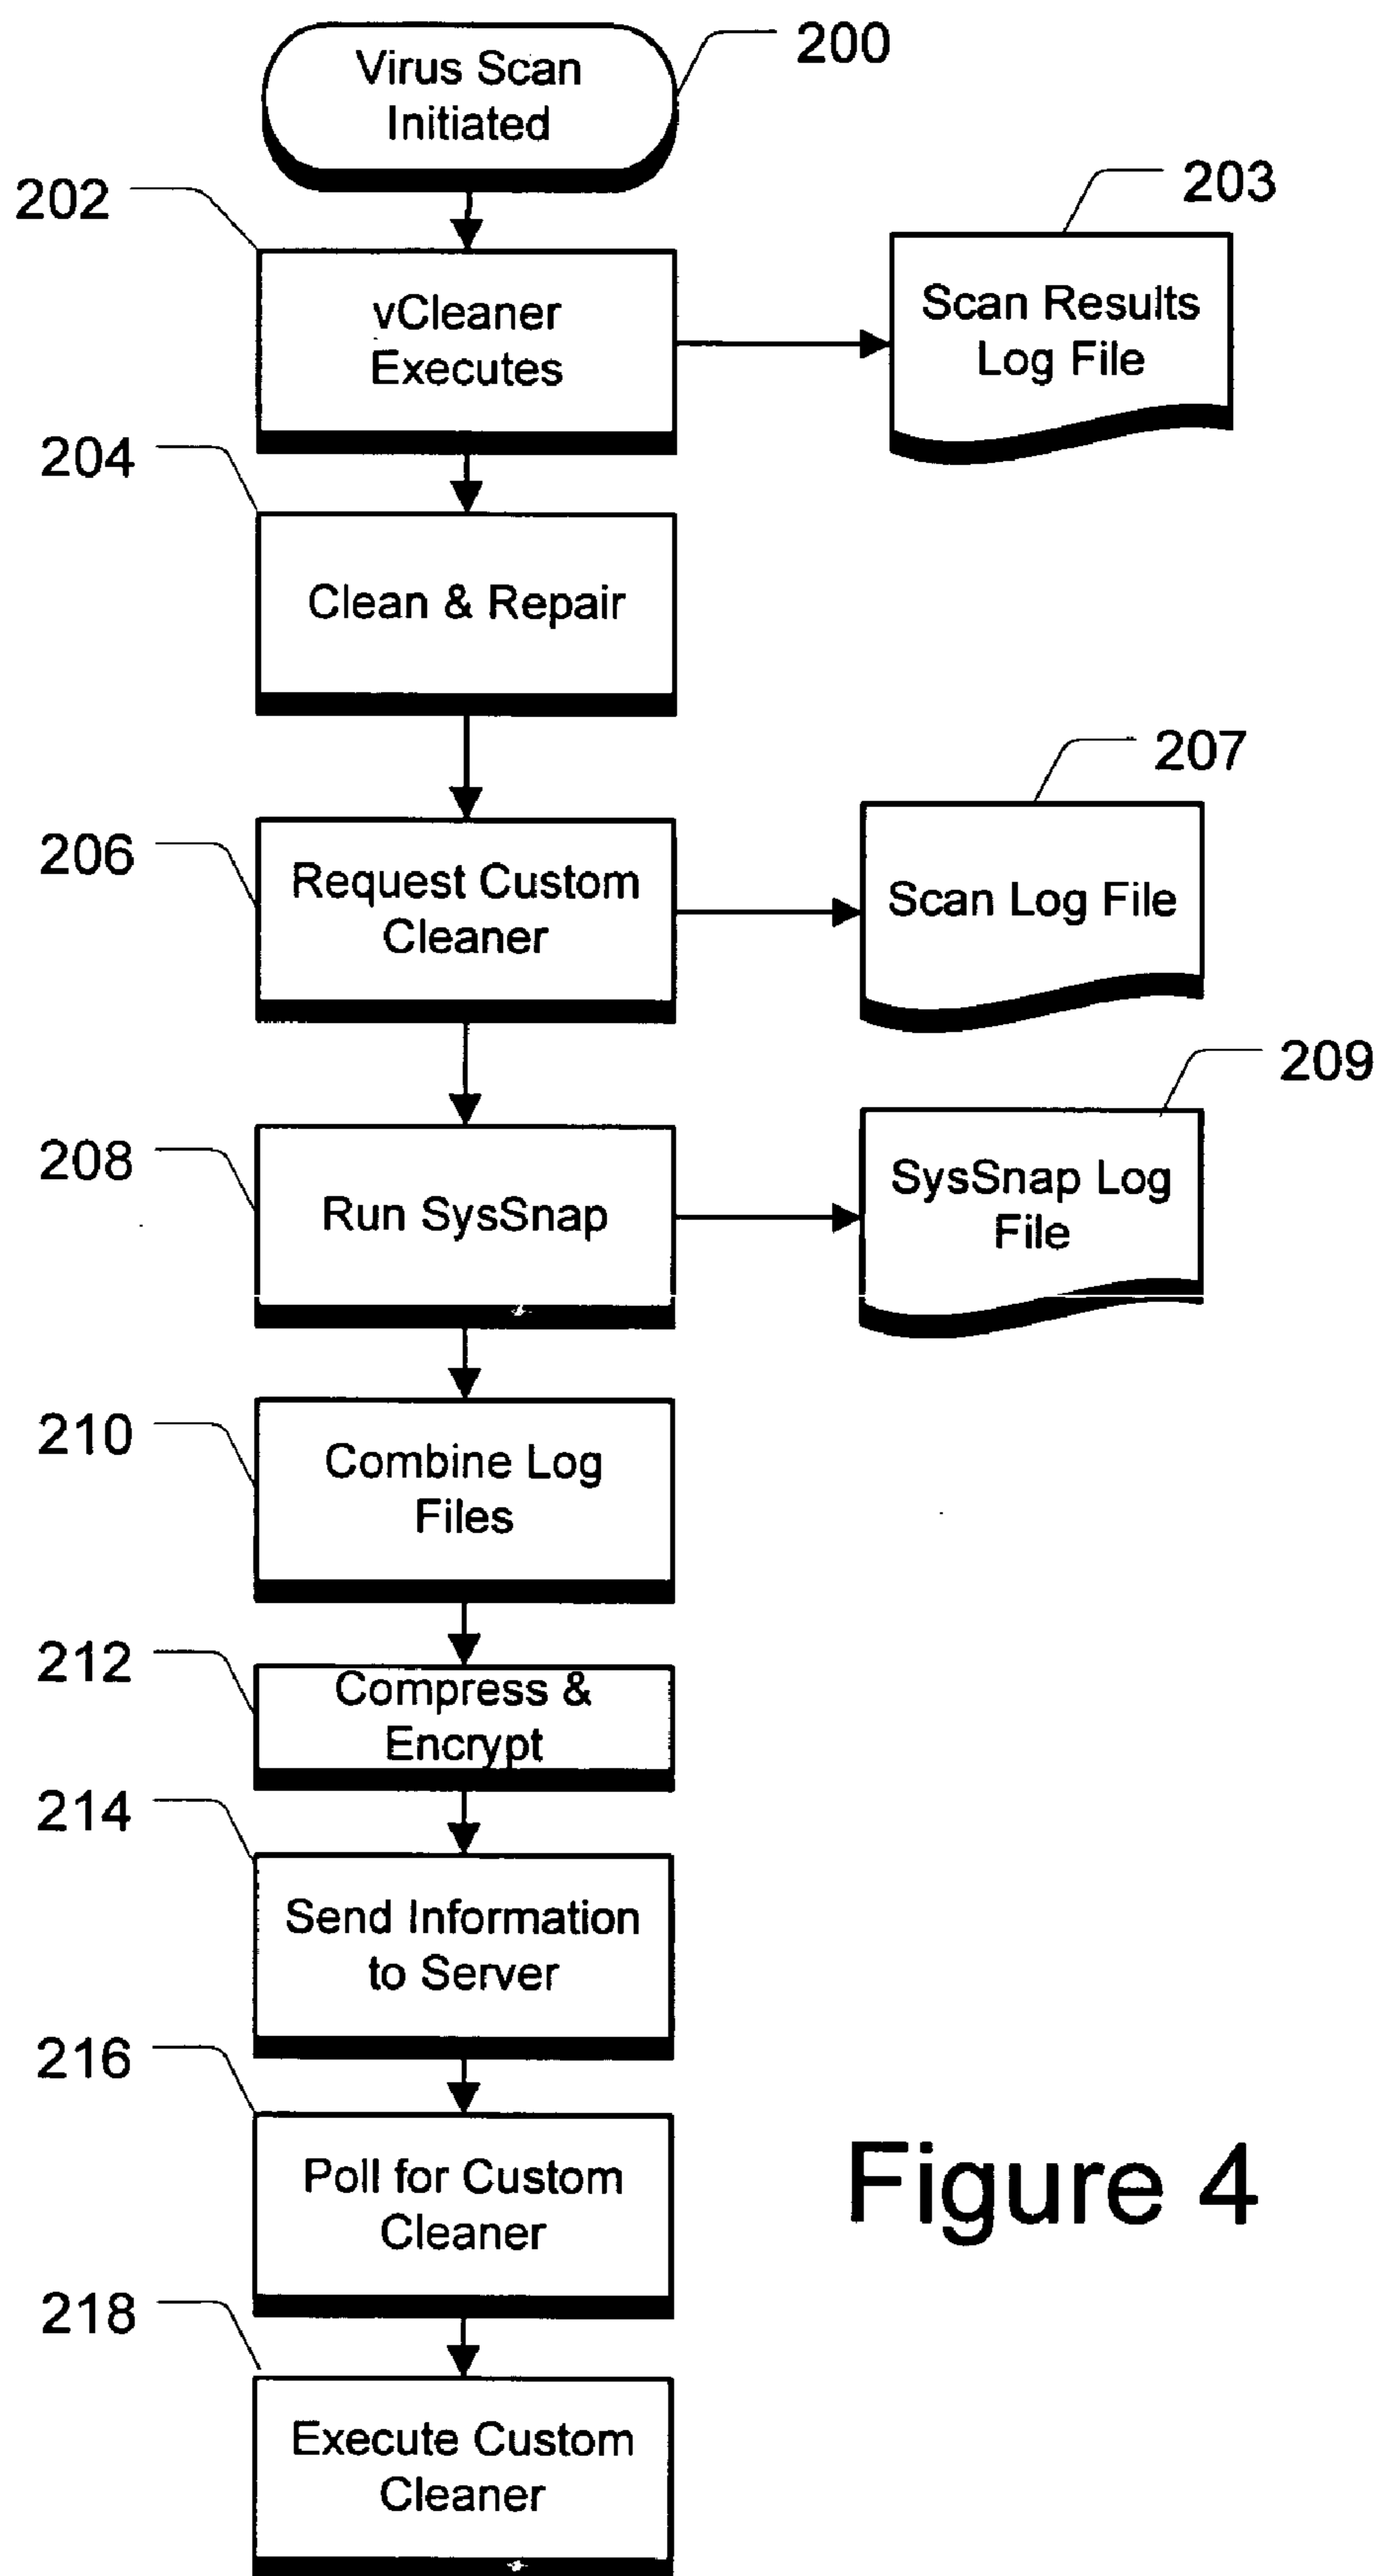 200
Virus Scan
Initiated
202
203
vCleaner
Executes
Scan Results
Log File
204
Clean & Repair
206
207
Request Custom
Cleaner
Scan Log File
208
209
Run SysSnap
SysSnap Log
File
210
Combine Log
Files
212
Compress &
Encrypt
214
Send Information
to Server
216
Poll for Custom
Cleaner
Figure 4
218
Execute Custom
Cleaner